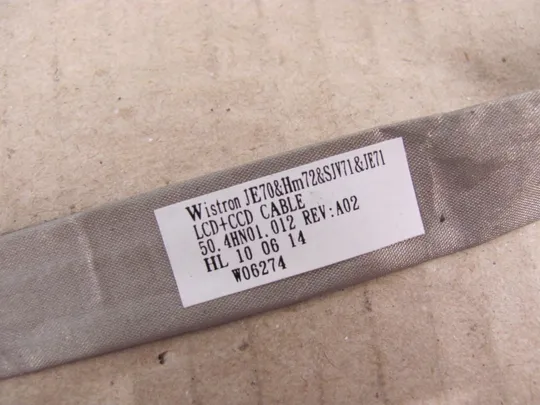 Wistron JE70&Hm72&SJV71&JE71
LCD+CCD CABLE
50.4HN01.012 REV:A02
HL 10 06 14
W06274